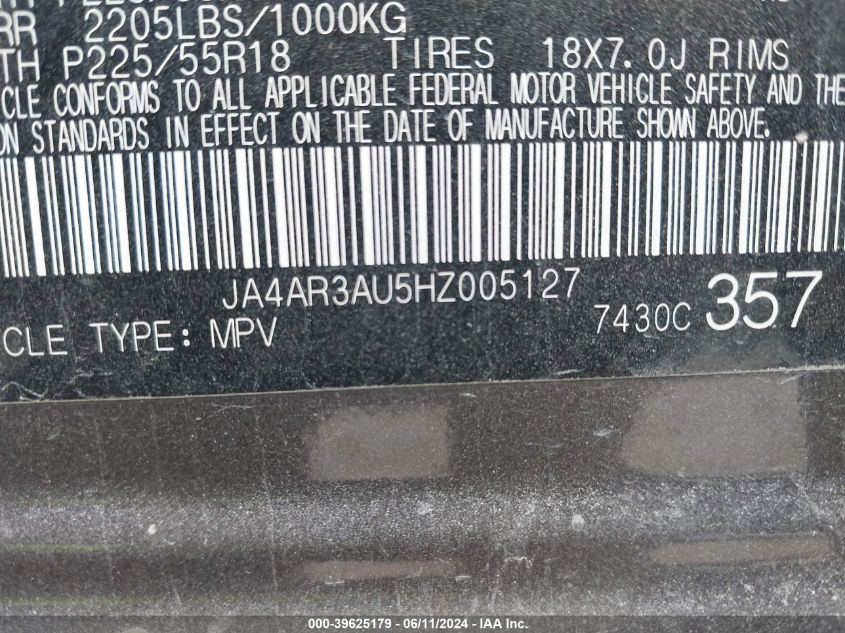 RR 2205LBS/1000KG
TH P225/55R18 TIRES 18X7.0J RIMS
CLE CONFORMS TO ALL APPLICABLE FEDERAL MOTOR VEHICLE SAFETY AND THE
ON STANDARDS IN EFFECT ON THE DATE OF MANUFACTURE SHOWN ABOVE.
JA4AR3AU5HZ005127
7430C 357
CLE TYPE: MPV
000-39625179 - 06/11/2024 - © IAA, Inc.